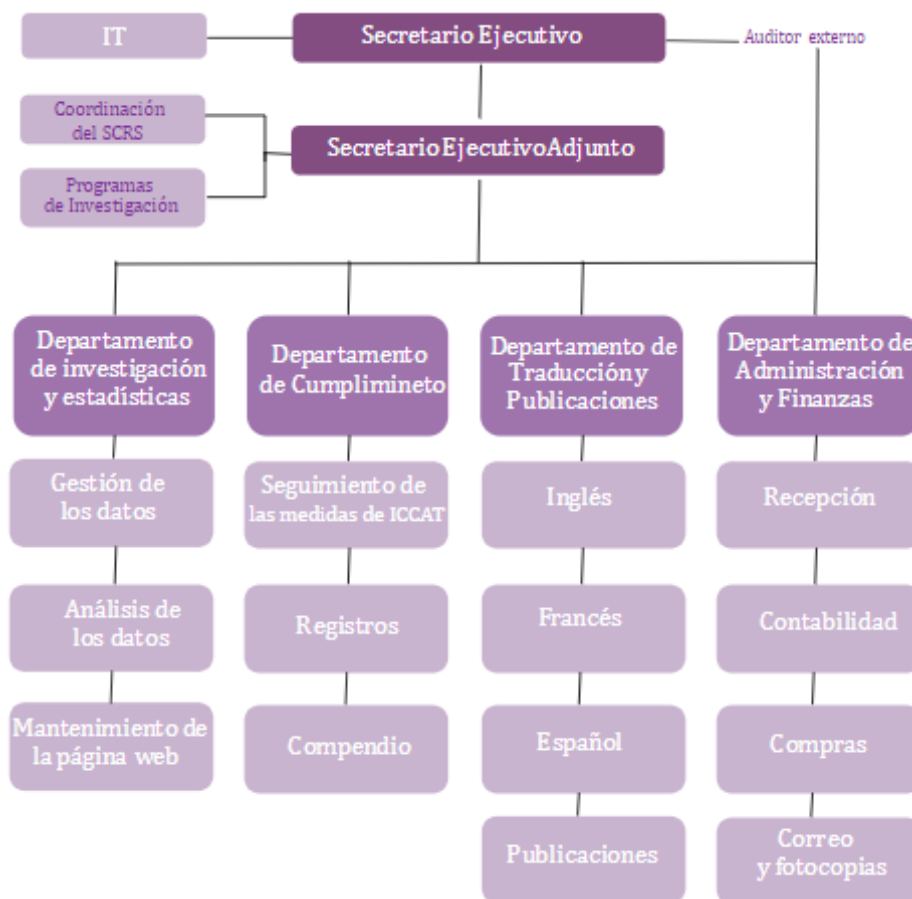 IT
Secretario Ejecutivo
Auditor externo
Coordinación
del SCRS
Secretario Ejecutivo Adjunto
Programas
de Investigación
Departamento
de investigación
y estadísticas
Departamento
de Cumplimineto
Departamento de
Traducción y
Publicaciones
Departamento de
Administración
y Finanzas
Gestión de
los datos
Seguimiento de
las medidas de ICCAT
Inglés
Recepción
Análisis de
los datos
Registros
Francés
Contabilidad
Mantenimiento de
la página web
Compendio
Español
Compras
Publicaciones
Correo
y fotocopias